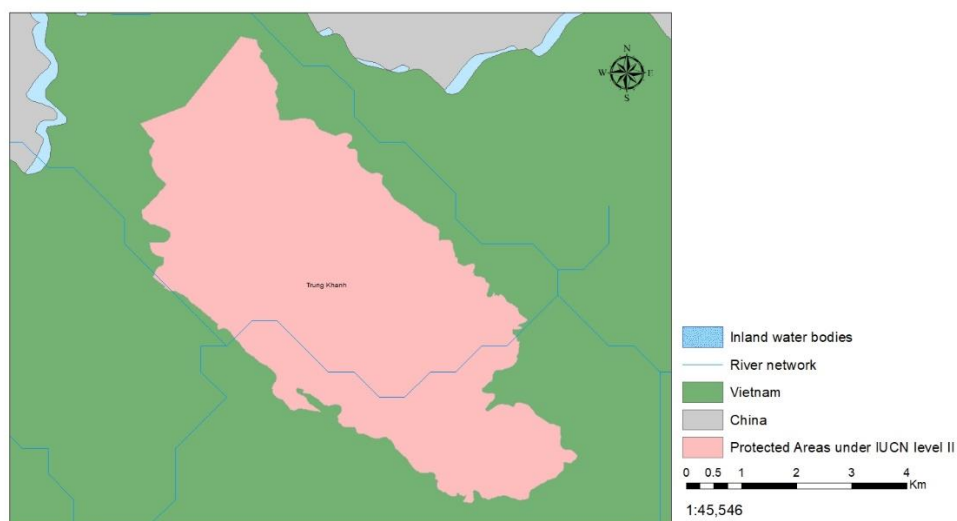 N
W E
S
Trung Khanh
Inland water bodies
River network
Vietnam
China
Protected Areas under IUCN level II
0 0.5 1 2 3 4
Km
1:45,546